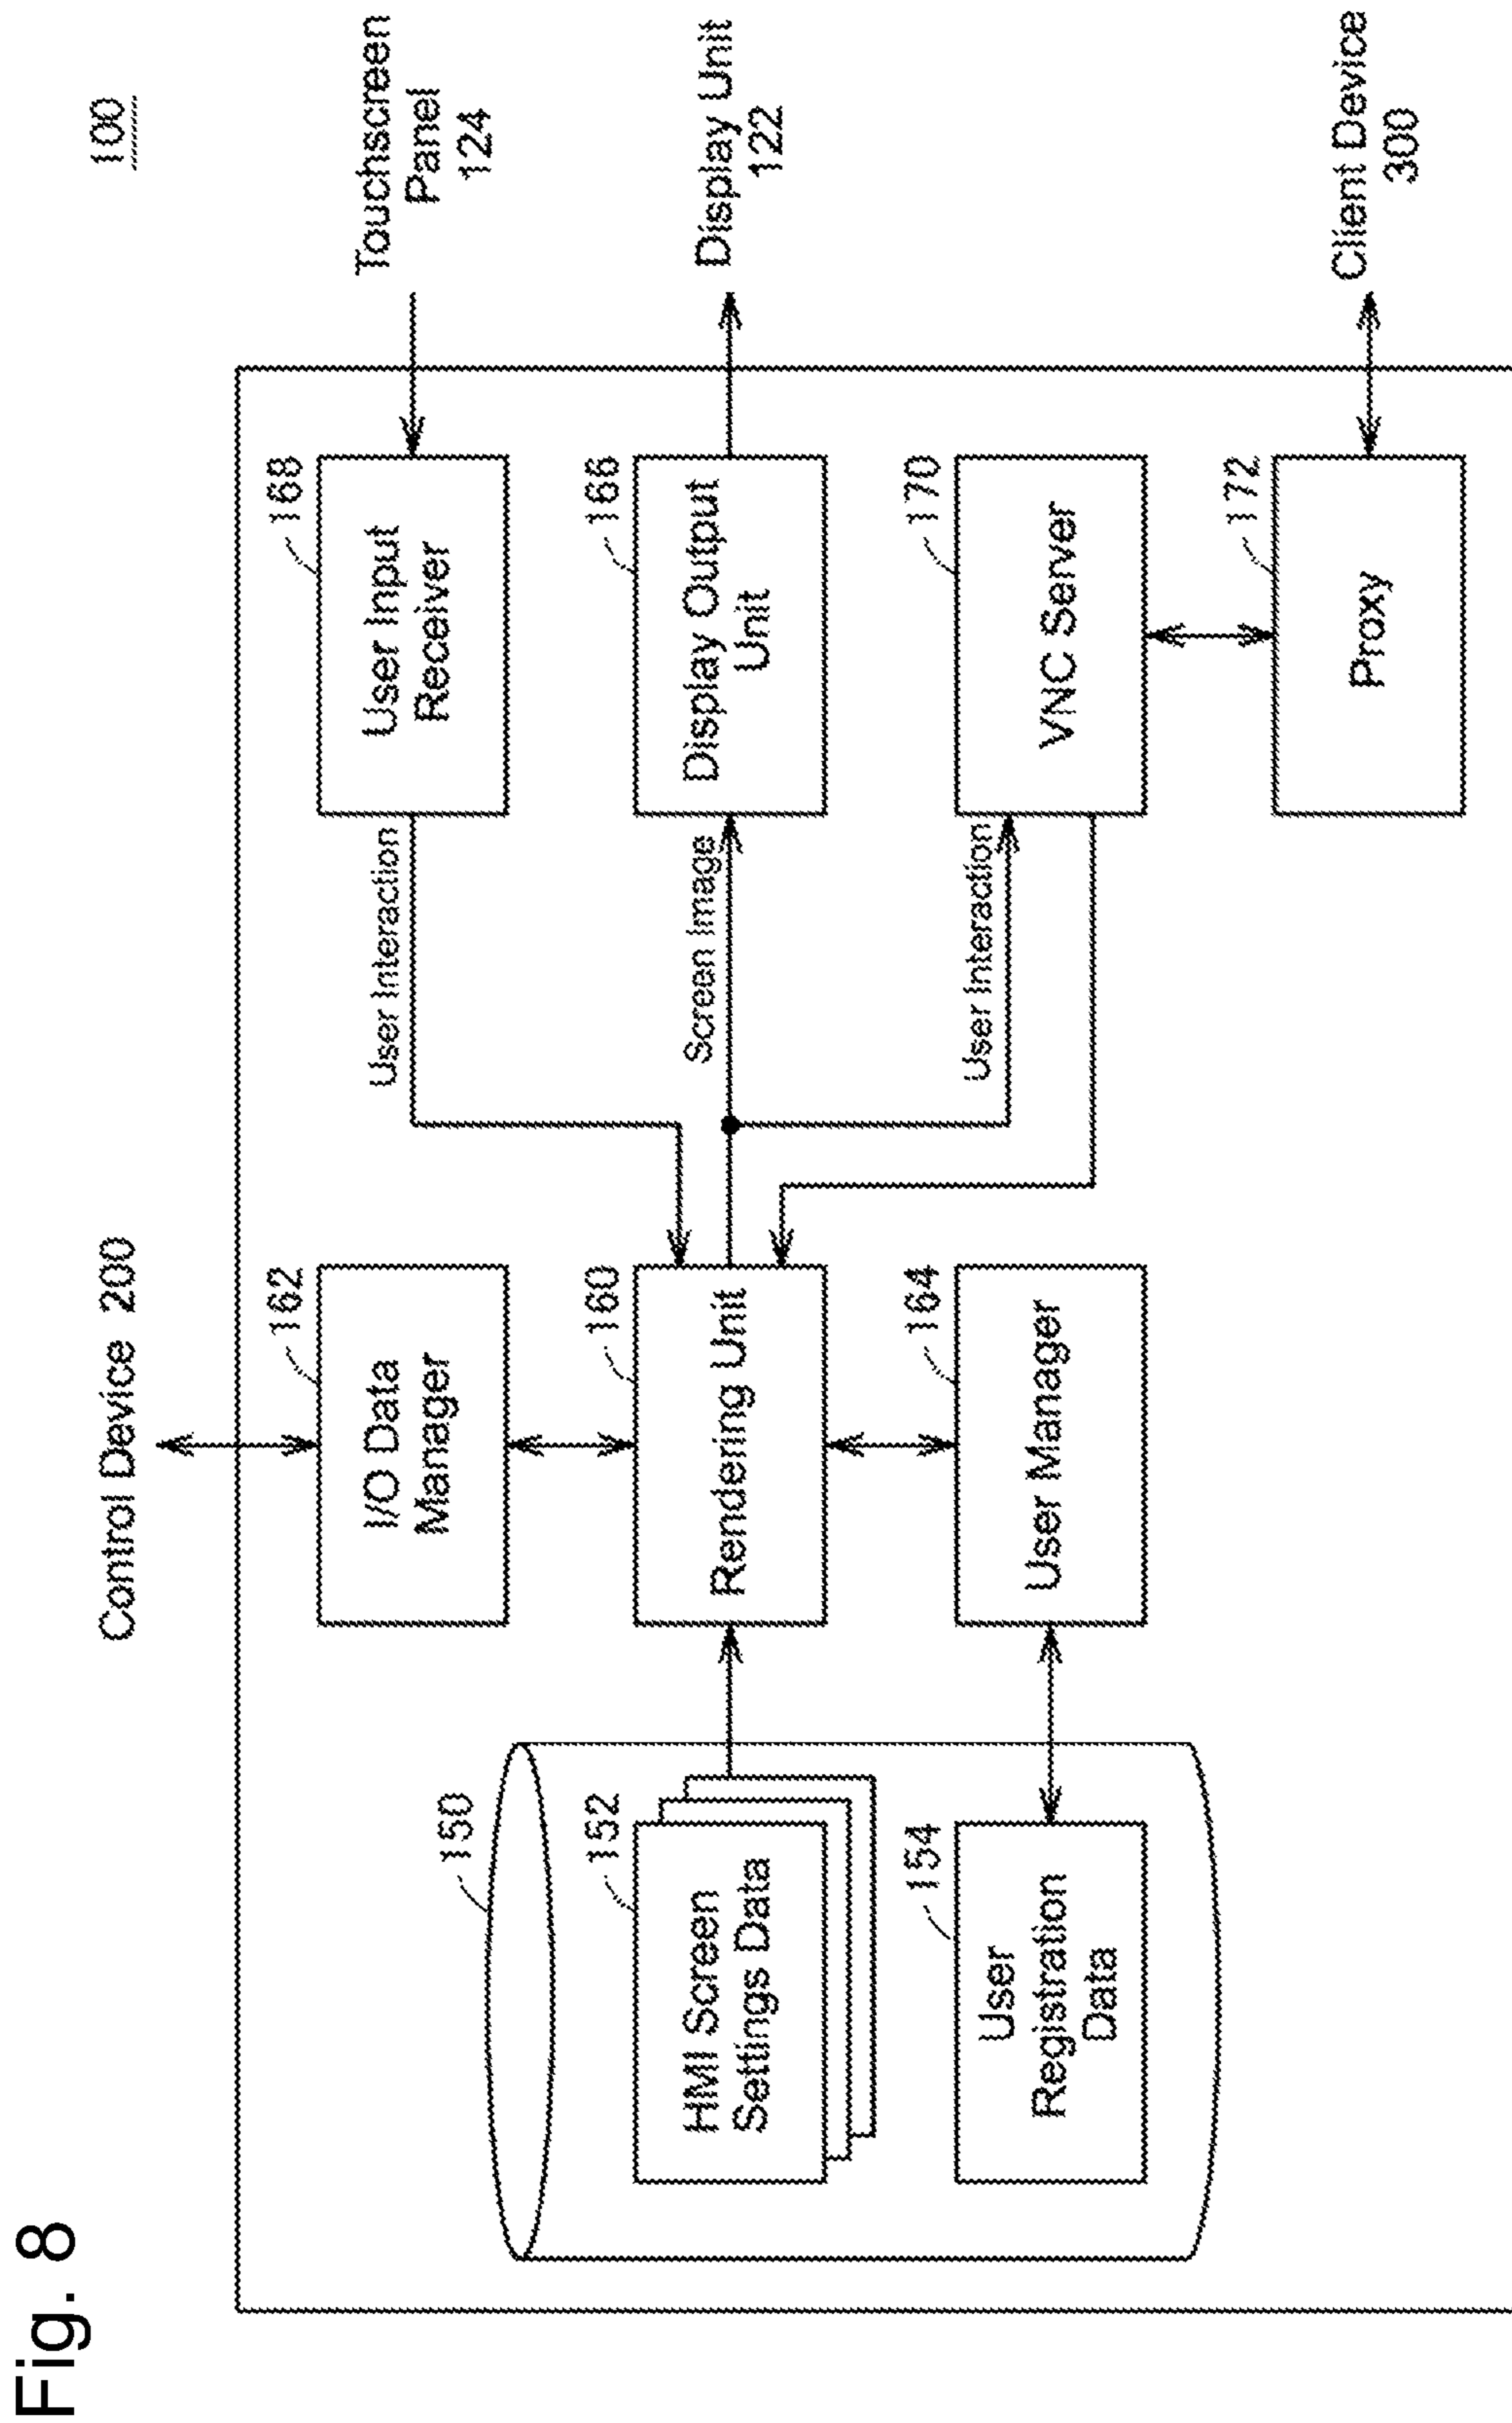 Fig. 8
100
Control Device 200
Touchscreen
Panel
124
162
I/O Data
Manager
User Interaction
168
User Input
Receiver
150
152
HMI Screen
Settings Data
160
Rendering Unit
Screen Image
166
Display Output
Unit
Display Unit
122
154
User
Registration
Data
164
User Manager
User Interaction
170
VNC Server
172
Proxy
Client Device
300